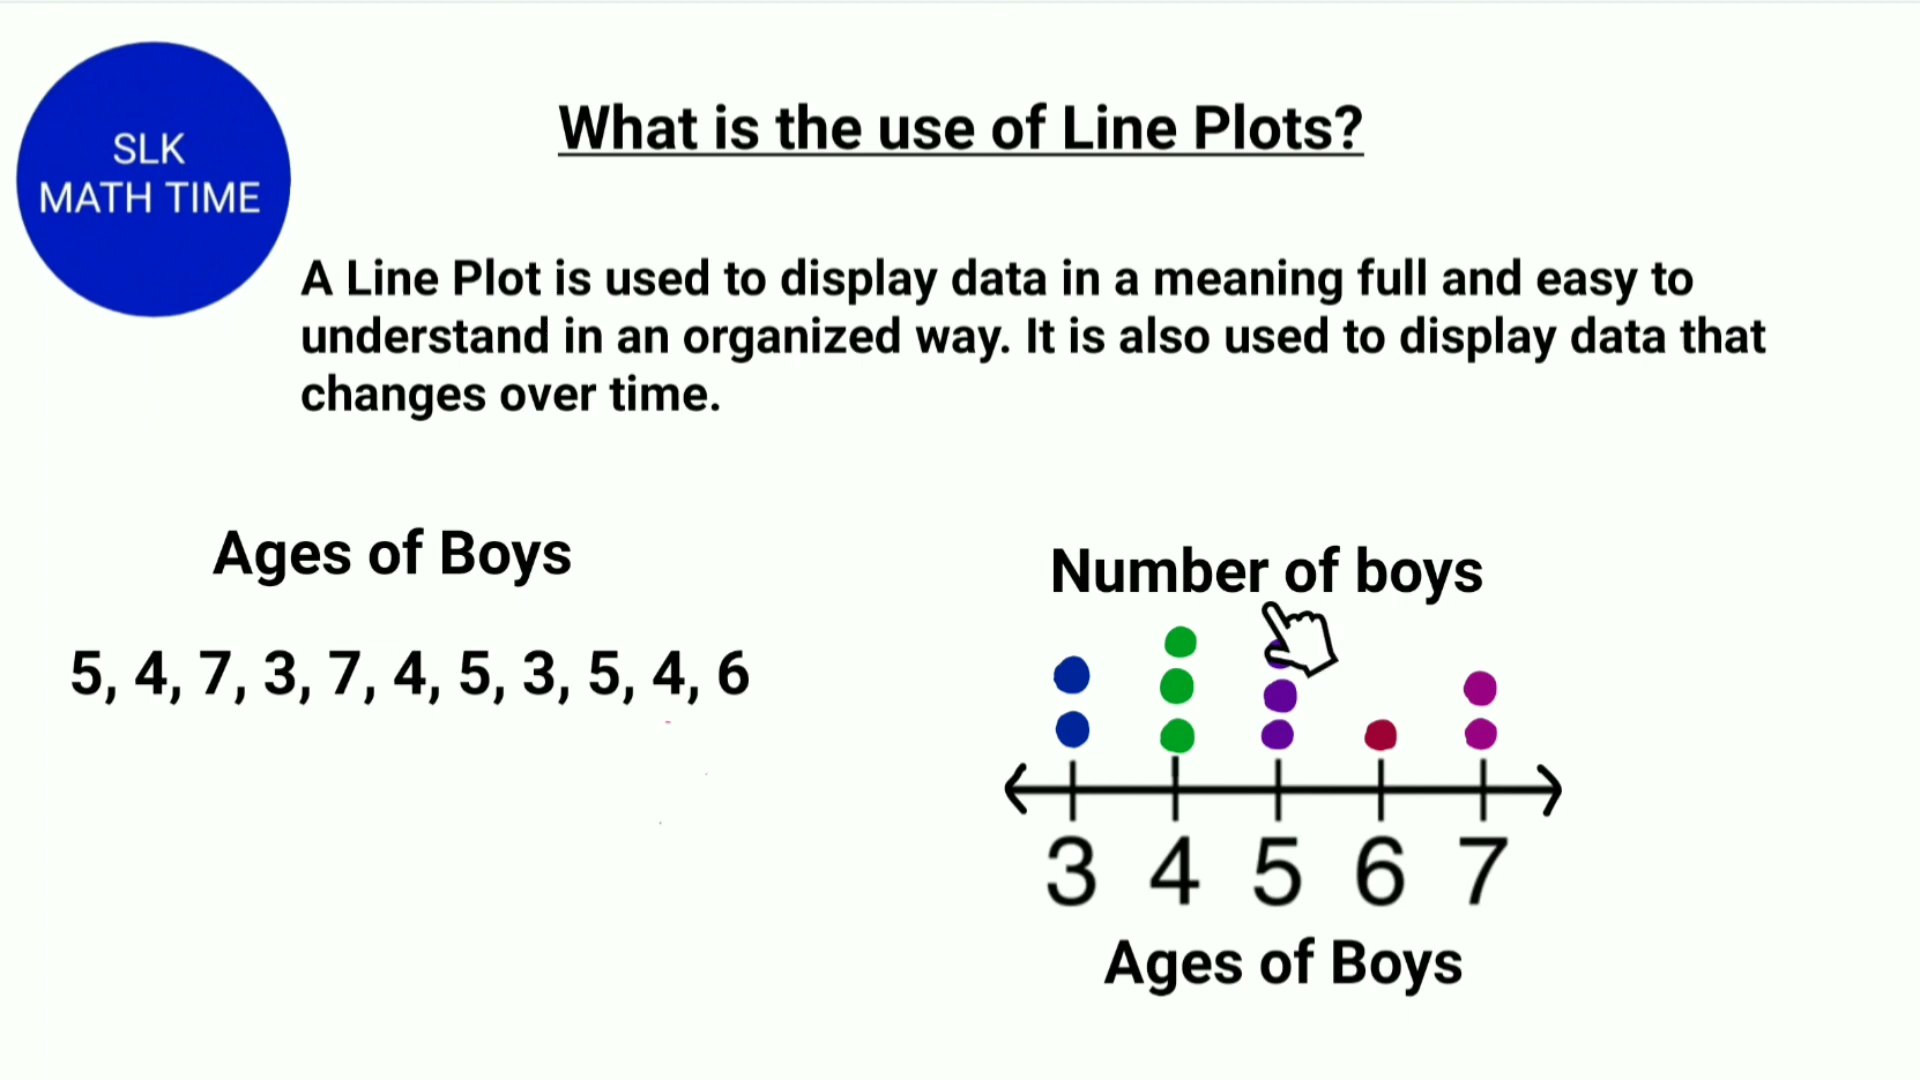 SLK
MATH TIME
What is the use of Line Plots?
A Line Plot is used to display data in a meaning full and easy to
understand in an organized way. It is also used to display data that
changes over time.
Ages of Boys
5, 4, 7, 3, 7, 4, 5, 3, 5, 4, 6
Number of boys
3 4 5 6 7
Ages of Boys